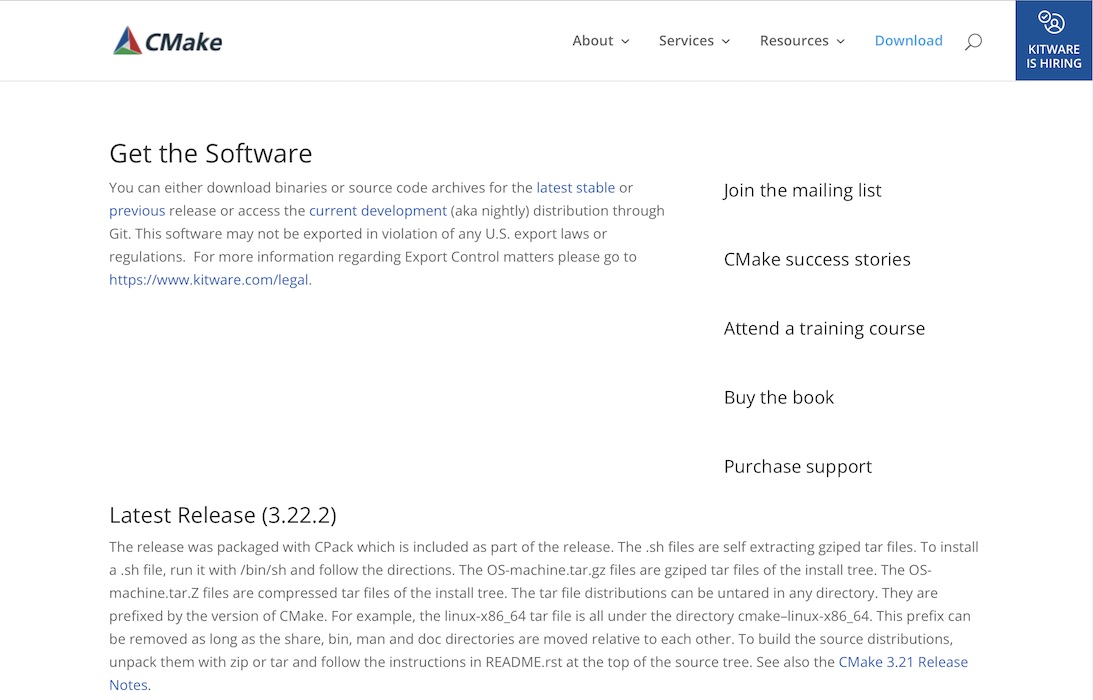 CMake
About
Services
Resources
Download
KITWARE
IS HIRING
Get the Software
You can either download binaries or source code archives for the latest stable or
previous release or access the current development (aka nightly) distribution through
Git. This software may not be exported in violation of any U.S. export laws or
regulations.  For more information regarding Export Control matters please go to
https://www.kitware.com/legal.
Join the mailing list
CMake success stories
Attend a training course
Buy the book
Purchase support
Latest Release (3.22.2)
The release was packaged with CPack which is included as part of the release. The .sh files are self extracting gziped tar files. To install
a .sh file, run it with /bin/sh and follow the directions. The OS-machine.tar.gz files are gziped tar files of the install tree. The OS-
machine.tar.Z files are compressed tar files of the install tree. The tar file distributions can be untared in any directory. They are
prefixed by the version of CMake. For example, the linux-x86_64 tar file is all under the directory cmake–linux-x86_64. This prefix can
be removed as long as the share, bin, man and doc directories are moved relative to each other. To build the source distributions,
unpack them with zip or tar and follow the instructions in README.rst at the top of the source tree. See also the CMake 3.21 Release
Notes.